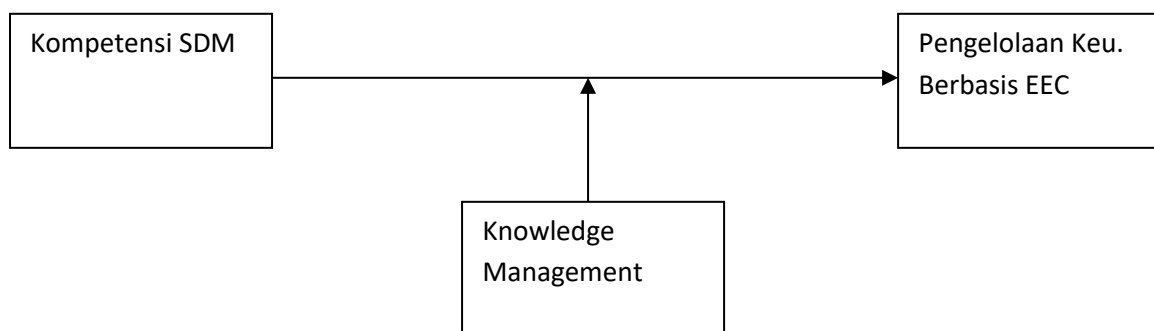 Kompetensi SDM
Pengelolaan Keu.
Berbasis EEC
Knowledge
Management